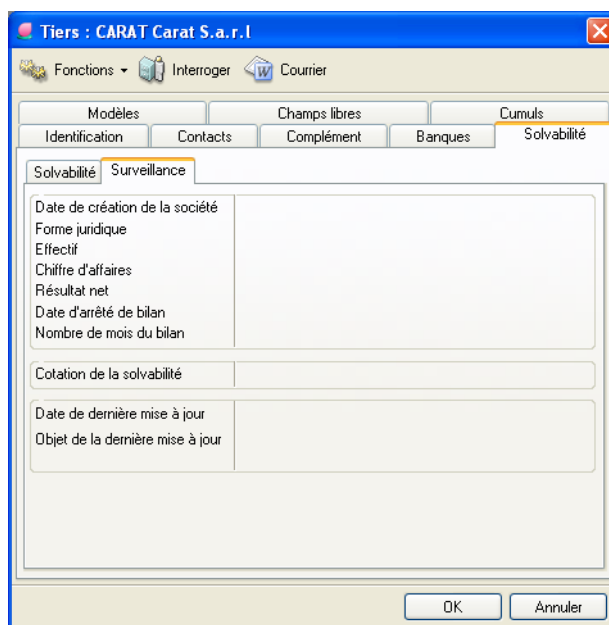 Tiers : CARAT Carat S.a.r.l
Fonctions Interroger Courrier
Modèles Champs libres Cumuls
Identification Contacts Complément Banques Solvabilité
Solvabilité Surveillance
Date de création de la société
Forme juridique
Effectif
Chiffre d'affaires
Résultat net
Date d'arrêté de bilan
Nombre de mois du bilan
Cotation de la solvabilité
Date de dernière mise à jour
Objet de la dernière mise à jour
OK Annuler